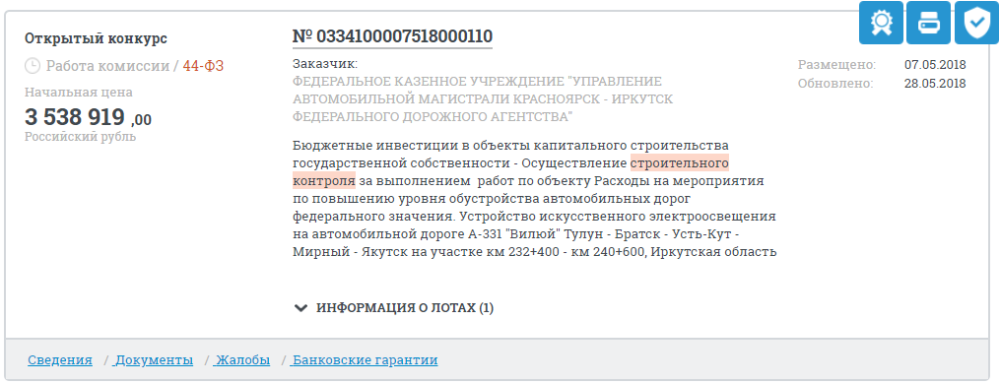 Открытый конкурс
Работа комиссии / 44-ФЗ
Начальная цена
3 538 919 ,00
Российский рубль
№ 0334100007518000110
Заказчик:
ФЕДЕРАЛЬНОЕ КАЗЕННОЕ УЧРЕЖДЕНИЕ "УПРАВЛЕНИЕ
АВТОМОБИЛЬНОЙ МАГИСТРАЛИ КРАСНОЯРСК - ИРКУТСК
ФЕДЕРАЛЬНОГО ДОРОЖНОГО АГЕНТСТВА"
Бюджетные инвестиции в объекты капитального строительства
государственной собственности - Осуществление строительного
контроля за выполнением работ по объекту Расходы на мероприятия
по повышению уровня обустройства автомобильных дорог
федерального значения. Устройство искусственного электроосвещения
на автомобильной дороге А-331 "Вилюй" Тулун - Братск - Усть-Кут -
Мирный - Якутск на участке км 232+400 - км 240+600, Иркутская область
ИНФОРМАЦИЯ О ЛОТАХ (1)
Размещено: 07.05.2018
Обновлено: 28.05.2018
Сведения / Документы / Жалобы / Банковские гарантии